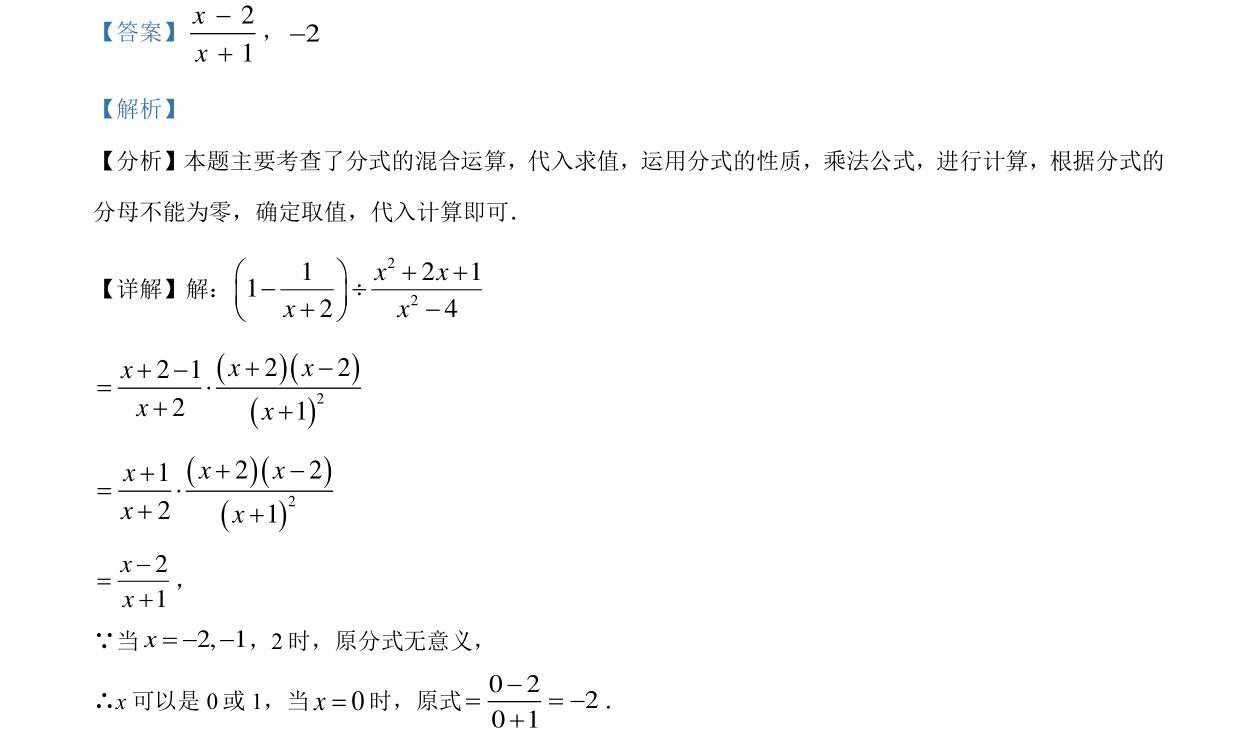 【答案】$\frac{x-2}{x+1}$，$-2$
【解析】
【分析】本题主要考查了分式的混合运算，代入求值，运用分式的性质，乘法公式，进行计算，根据分式的
分母不能为零，确定取值，代入计算即可．
【详解】解：$\left(1-\frac{1}{x+2}\right)\div\frac{x^2+2x+1}{x^2-4}$
$=\frac{x+2-1}{x+2}\cdot\frac{(x+2)(x-2)}{(x+1)^2}$
$=\frac{x+1}{x+2}\cdot\frac{(x+2)(x-2)}{(x+1)^2}$
$=\frac{x-2}{x+1}$，
∵当$x=-2,-1$，2时，原分式无意义，
∴x可以是0或1，当$x=0$时，原式$=\frac{0-2}{0+1}=-2$．